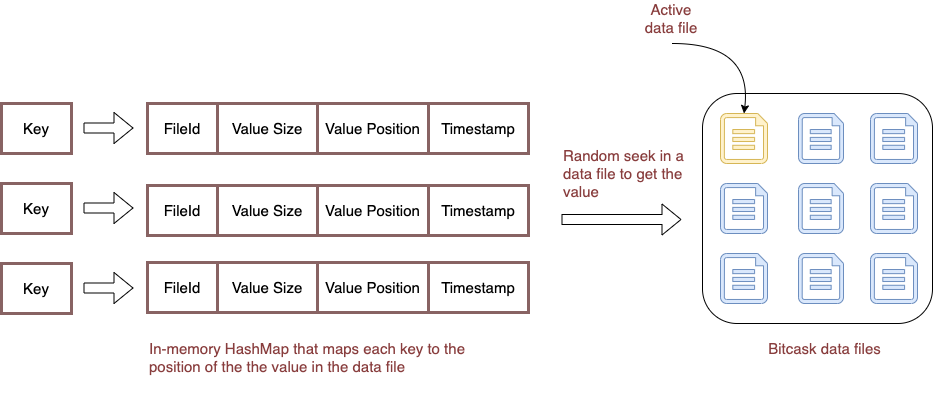 Active
data file
Key
FileId
Value Size
Value Position
Timestamp
Key
FileId
Value Size
Value Position
Timestamp
Key
FileId
Value Size
Value Position
Timestamp
Random seek in a
data file to get the
value
In-memory HashMap that maps each key to the
position of the the value in the data file
Bitcask data files